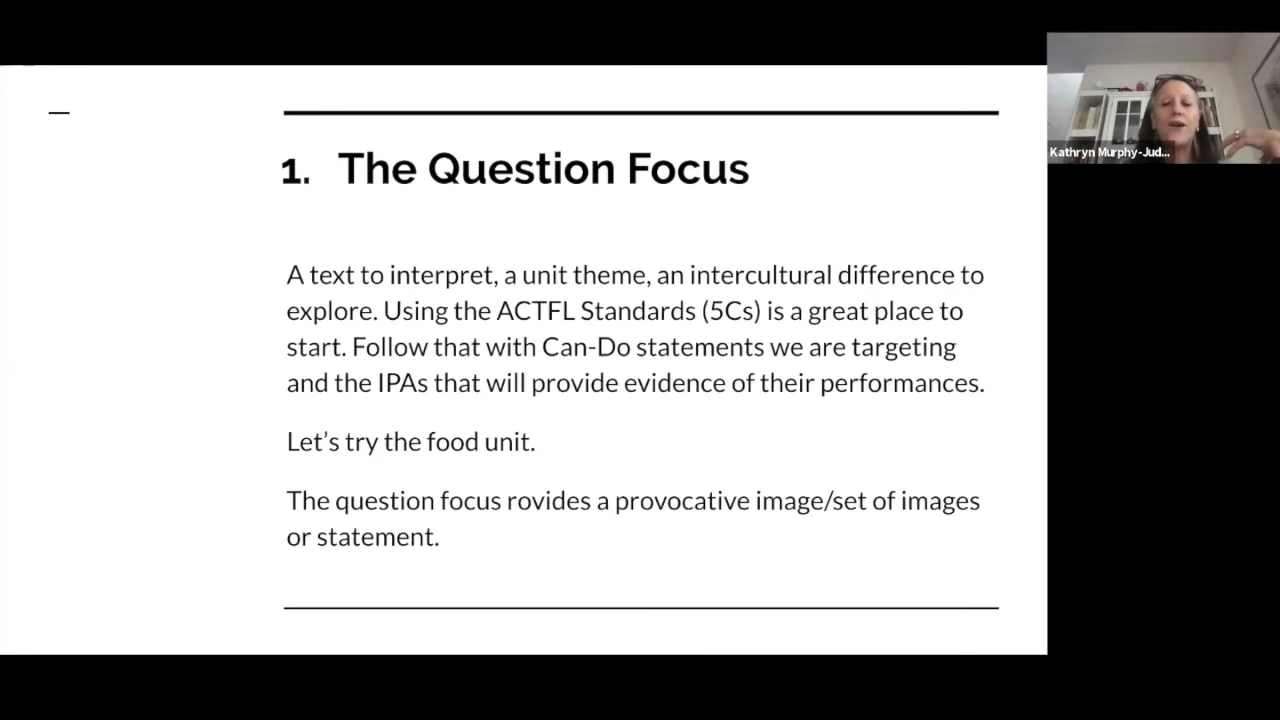 1. The Question Focus
A text to interpret, a unit theme, an intercultural difference to
explore. Using the ACTFL Standards (5Cs) is a great place to
start. Follow that with Can-Do statements we are targeting
and the IPAs that will provide evidence of their performances.
Let’s try the food unit.
The question focus rovides a provocative image/set of images
or statement.
Kathryn Murphy-Jud...